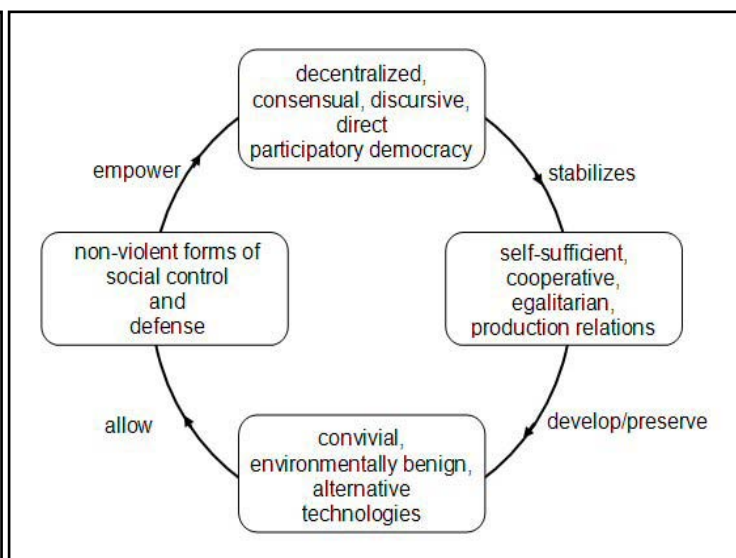 decentralized,
consensual, discursive,
direct
participatory democracy
stabilizes
self-sufficient,
cooperative,
egalitarian,
production relations
develop/preserve
convivial,
environmentally benign,
alternative
technologies
allow
non-violent forms of
social control
and
defense
empower